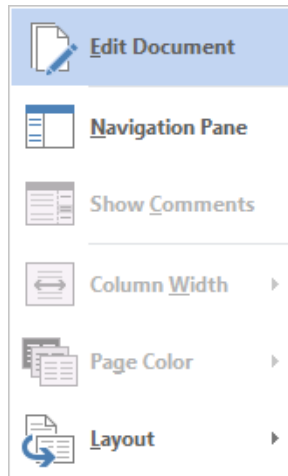 Edit Document
Navigation Pane
Show Comments
Column Width
Page Color
Layout